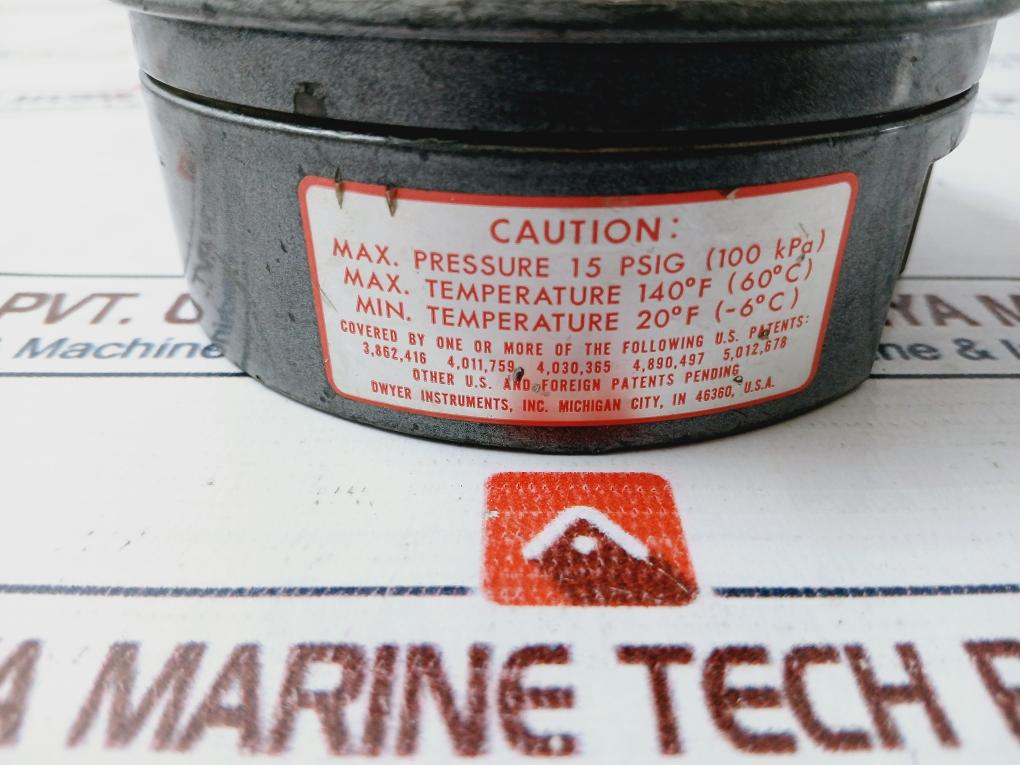 CAUTION:
MAX. PRESSURE 15 PSIG (100 kPa)
MAX. TEMPERATURE 140°F (60°C)
MIN. TEMPERATURE 20°F (-6°C)
COVERED BY ONE OR MORE OF THE FOLLOWING U.S. PATENTS:
3,862,416 4,011,759 4,030,365 4,890,497 5,012,678
OTHER U.S. AND FOREIGN PATENTS PENDING
DWYER INSTRUMENTS, INC. MICHIGAN CITY, IN 46360, U.S.A.
PVT.
Machine
& 
MARINE TECH